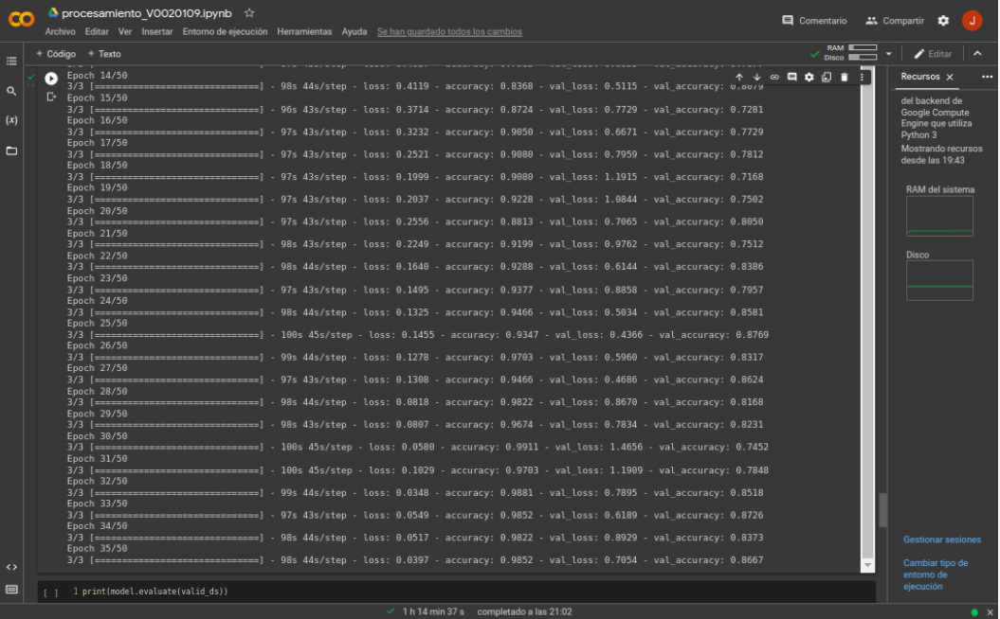 procesamiento_V0020109.ipynb
Comentario
Compartir
J
Archivo Editar Ver Insertar Entorno de ejecución Herramientas Ayuda Se han guardado todos los cambios
+ Código + Texto
RAM
Disco
Editar
Epoch 14/50
3/3 [==============================] - 98s 44s/step - loss: 0.4119 - accuracy: 0.8368 - val_loss: 0.5115 - val_accuracy: 0.8079
Epoch 15/50
3/3 [==============================] - 96s 43s/step - loss: 0.3714 - accuracy: 0.8724 - val_loss: 0.7729 - val_accuracy: 0.7281
Epoch 16/50
3/3 [==============================] - 97s 43s/step - loss: 0.3232 - accuracy: 0.9050 - val_loss: 0.6671 - val_accuracy: 0.7729
Epoch 17/50
3/3 [==============================] - 97s 43s/step - loss: 0.2521 - accuracy: 0.9080 - val_loss: 0.7959 - val_accuracy: 0.7812
Epoch 18/50
3/3 [==============================] - 97s 43s/step - loss: 0.1999 - accuracy: 0.9080 - val_loss: 1.1915 - val_accuracy: 0.7168
Epoch 19/50
3/3 [==============================] - 97s 43s/step - loss: 0.2037 - accuracy: 0.9228 - val_loss: 1.0844 - val_accuracy: 0.7502
Epoch 20/50
3/3 [==============================] - 97s 43s/step - loss: 0.2556 - accuracy: 0.8813 - val_loss: 0.7065 - val_accuracy: 0.8050
Epoch 21/50
3/3 [==============================] - 98s 43s/step - loss: 0.2249 - accuracy: 0.9199 - val_loss: 0.9762 - val_accuracy: 0.7512
Epoch 22/50
3/3 [==============================] - 98s 44s/step - loss: 0.1640 - accuracy: 0.9288 - val_loss: 0.6144 - val_accuracy: 0.8386
Epoch 23/50
3/3 [==============================] - 97s 43s/step - loss: 0.1495 - accuracy: 0.9377 - val_loss: 0.8858 - val_accuracy: 0.7957
Epoch 24/50
3/3 [==============================] - 98s 44s/step - loss: 0.1325 - accuracy: 0.9466 - val_loss: 0.5034 - val_accuracy: 0.8581
Epoch 25/50
3/3 [==============================] - 100s 45s/step - loss: 0.1455 - accuracy: 0.9347 - val_loss: 0.4366 - val_accuracy: 0.8769
Epoch 26/50
3/3 [==============================] - 99s 44s/step - loss: 0.1278 - accuracy: 0.9703 - val_loss: 0.5960 - val_accuracy: 0.8317
Epoch 27/50
3/3 [==============================] - 97s 43s/step - loss: 0.1308 - accuracy: 0.9466 - val_loss: 0.4686 - val_accuracy: 0.8624
Epoch 28/50
3/3 [==============================] - 98s 44s/step - loss: 0.0818 - accuracy: 0.9822 - val_loss: 0.8670 - val_accuracy: 0.8168
Epoch 29/50
3/3 [==============================] - 98s 43s/step - loss: 0.0807 - accuracy: 0.9674 - val_loss: 0.7834 - val_accuracy: 0.8231
Epoch 30/50
3/3 [==============================] - 100s 45s/step - loss: 0.0580 - accuracy: 0.9911 - val_loss: 1.4656 - val_accuracy: 0.7452
Epoch 31/50
3/3 [==============================] - 100s 45s/step - loss: 0.1029 - accuracy: 0.9703 - val_loss: 1.1909 - val_accuracy: 0.7848
Epoch 32/50
3/3 [==============================] - 99s 44s/step - loss: 0.0348 - accuracy: 0.9881 - val_loss: 0.7895 - val_accuracy: 0.8518
Epoch 33/50
3/3 [==============================] - 97s 43s/step - loss: 0.0549 - accuracy: 0.9852 - val_loss: 0.6189 - val_accuracy: 0.8726
Epoch 34/50
3/3 [==============================] - 98s 44s/step - loss: 0.0517 - accuracy: 0.9822 - val_loss: 0.8929 - val_accuracy: 0.8373
Epoch 35/50
3/3 [==============================] - 98s 44s/step - loss: 0.0397 - accuracy: 0.9852 - val_loss: 0.7054 - val_accuracy: 0.8667
[ ] 1 print(model.evaluate(valid_ds))
Recursos
del backend de
Google Compute
Engine que utiliza
Python 3
Mostrando recursos
desde las 19:43
RAM del sistema
Disco
Gestionar sesiones
Cambiar tipo de
entorno de
ejecución
1 h 14 min 37 s completado a las 21:02